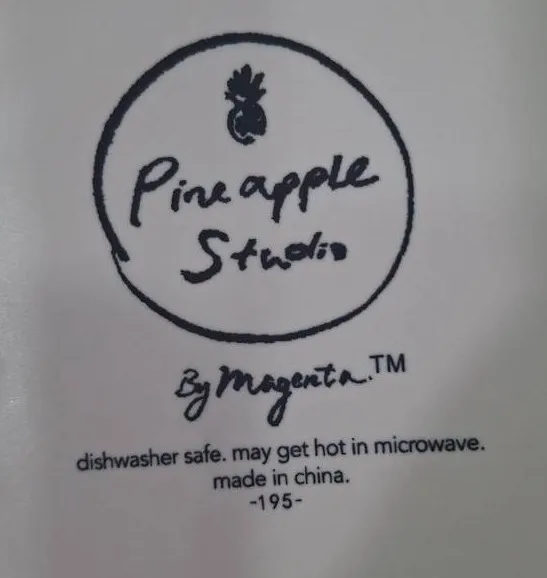 Pineapple
Studio
By Magenta.TM
dishwasher safe. may get hot in microwave.
made in china.
-195-